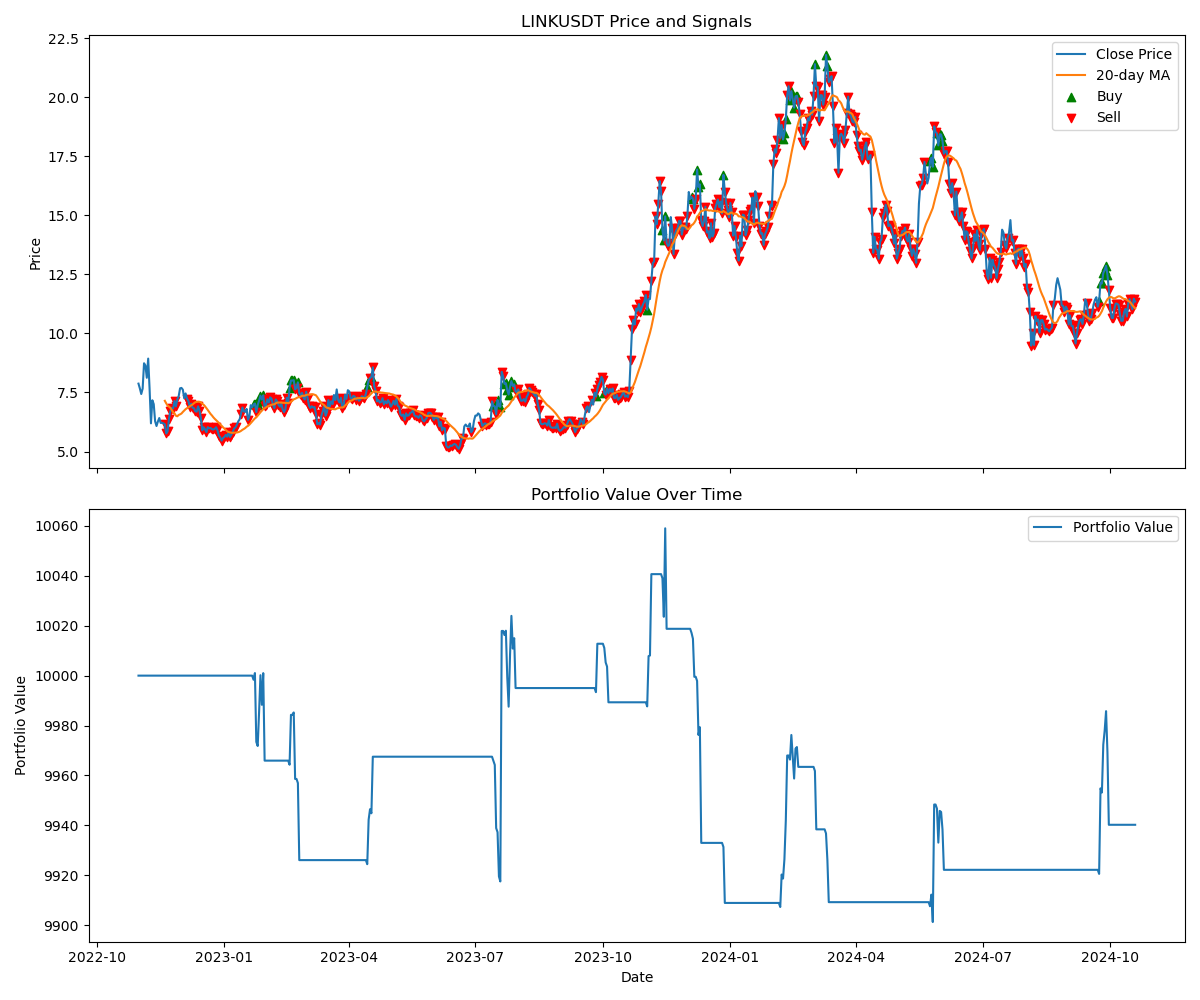 LINKUSDT Price and Signals
22.5
20.0
17.5
15.0
12.5
10.0
7.5
5.0
Price
Close Price
20-day MA
Buy
Sell
Portfolio Value Over Time
10060
10040
10020
10000
9980
9960
9940
9920
9900
Portfolio Value
Portfolio Value
2022-10
2023-01
2023-04
2023-07
2023-10
2024-01
2024-04
2024-07
2024-10
Date